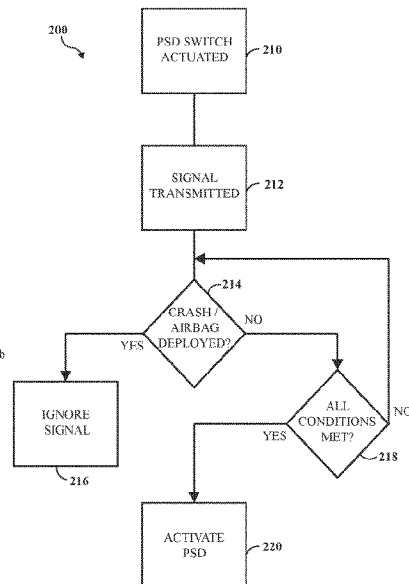 200
PSD SWITCH
ACTUATED
210
SIGNAL
TRANSMITTED
212
214
CRASH /
AIRBAG
DEPLOYED?
YES
NO
b
IGNORE
SIGNAL
216
ALL
CONDITIONS
MET?
YES
NO
218
ACTIVATE
PSD
220